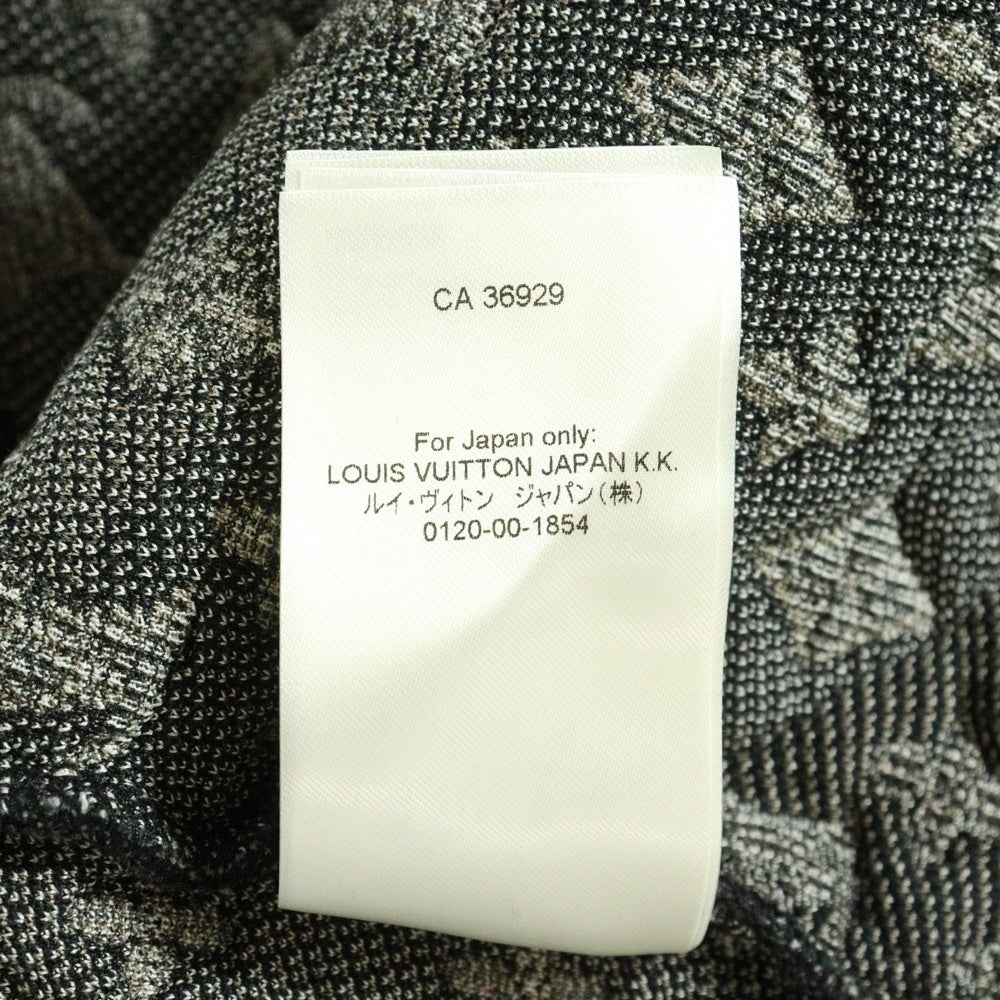 CA 36929
For Japan only:
LOUIS VUITTON JAPAN K.K.
ルイ・ヴィトン　ジャパン(株)
0120-00-1854